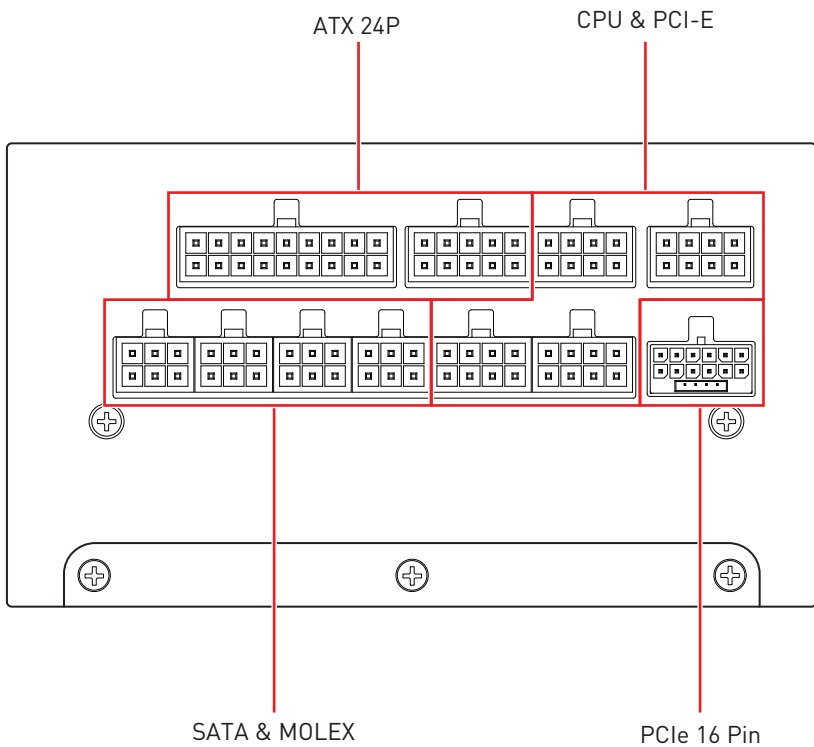 ATX 24P
CPU & PCI-E
SATA & MOLEX
PCIe 16 Pin